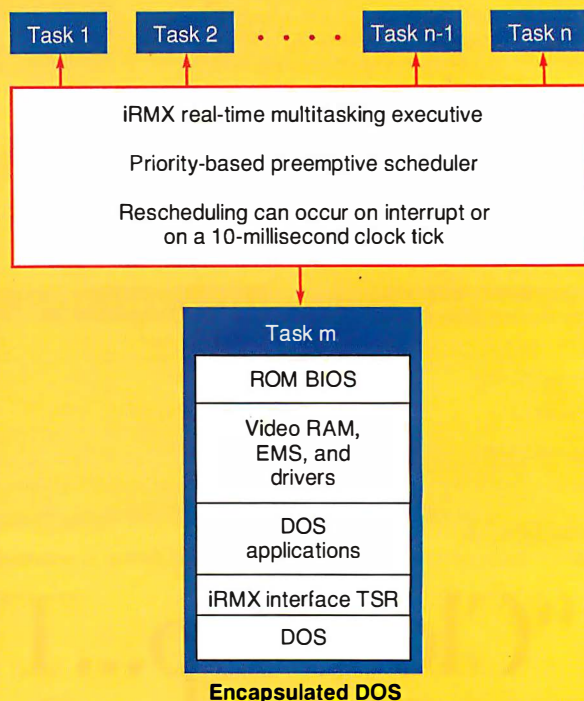 Task 1 Task 2 . . . . Task n-1 Task n
iRMX real-time multitasking executive
Priority-based preemptive scheduler
Rescheduling can occur on interrupt or
on a 10-millisecond clock tick
Task m
ROM BIOS
Video RAM,
EMS, and
drivers
DOS
applications
iRMX interface TSR
DOS
Encapsulated DOS